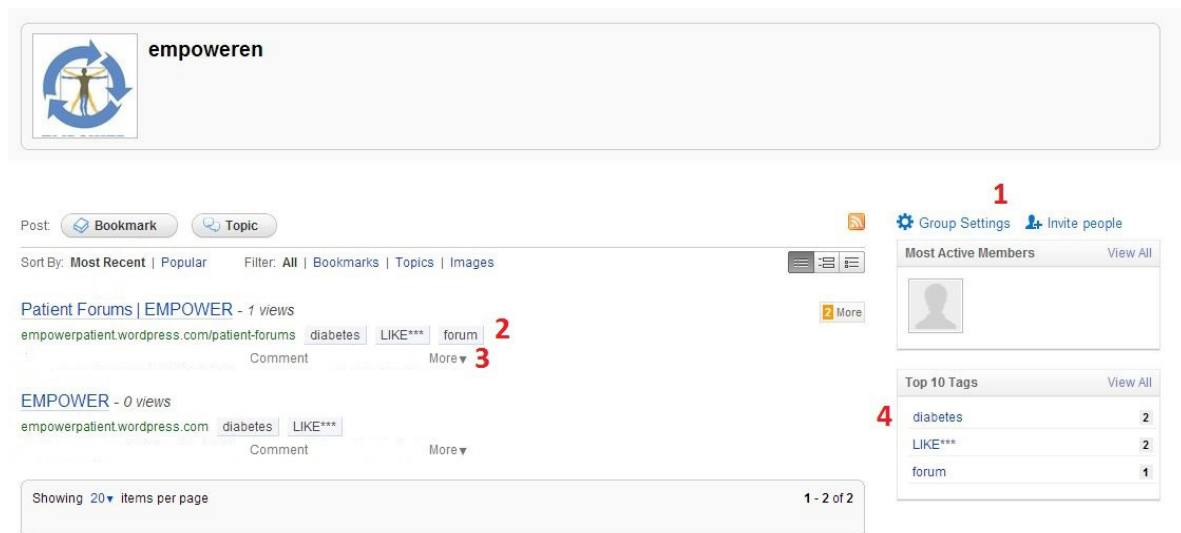 empoweren
1
Post: Bookmark Topic
Group Settings Invite people
Sort By: Most Recent | Popular Filter: All | Bookmarks | Topics | Images
Most Active Members View All
Patient Forums | EMPOWER - 1 views
2 More
empowerpatient.wordpress.com/patient-forums diabetes LIKE*** forum 2
Comment More▼ 3
Top 10 Tags View All
EMPOWER - 0 views
4 diabetes 2
empowerpatient.wordpress.com diabetes LIKE***
LIKE*** 2
Comment More▼
forum 1
Showing 20▼ items per page 1 - 2 of 2